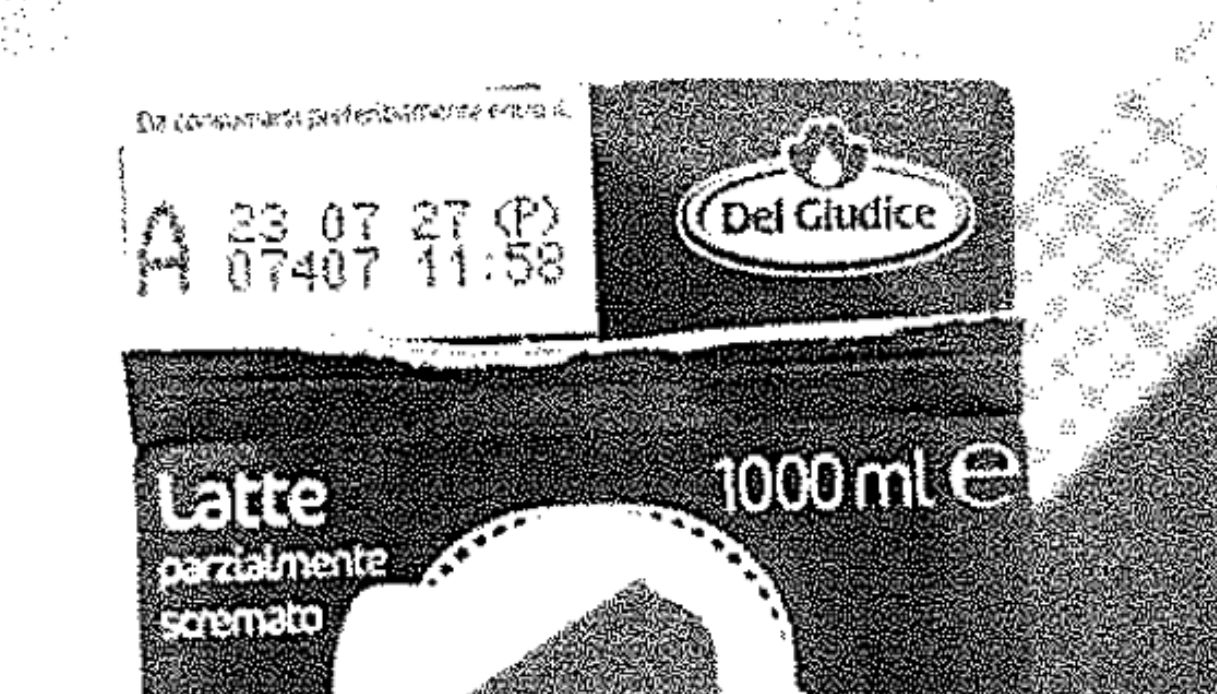 Da consumarsi preferibilmente entro il
A 23 07 27 (P)
07407 11:58
Del Giudice
1000 ml e
Latte
parzialmente
scremato